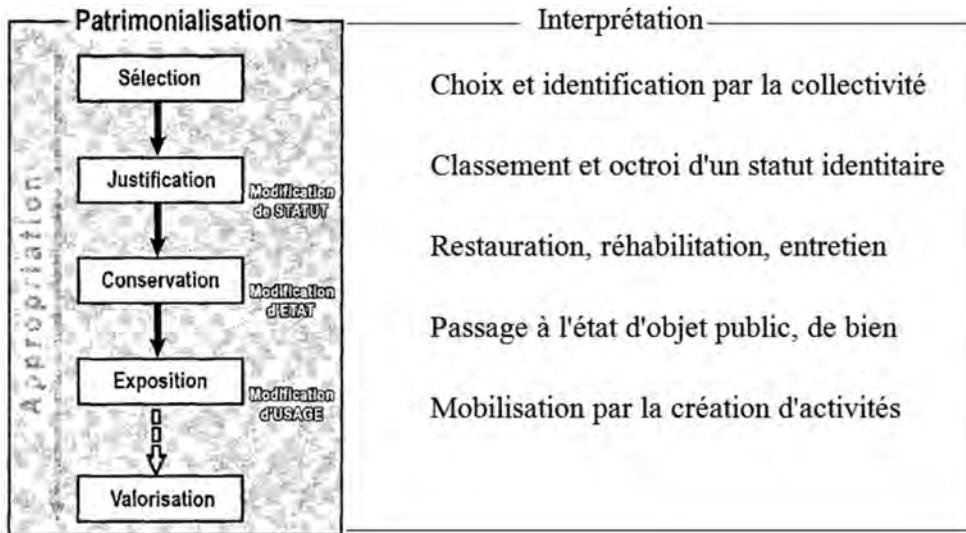 Patrimonialisation
Interprétation
Appropriation
Sélection
Choix et identification par la collectivité
Justification
Modification
de STATUT
Classement et octroi d'un statut identitaire
Conservation
Modification
d'ETAT
Restauration, réhabilitation, entretien
Exposition
Modification
d'USAGE
Passage à l'état d'objet public, de bien
Valorisation
Mobilisation par la création d'activités